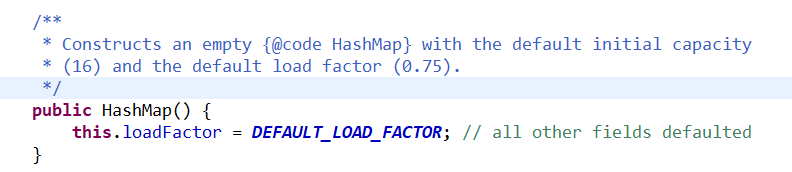 /**
 * Constructs an empty {@code HashMap} with the default initial capacity
 * (16) and the default load factor (0.75).
 */
public HashMap() {
    this.loadFactor = DEFAULT_LOAD_FACTOR; // all other fields defaulted
}